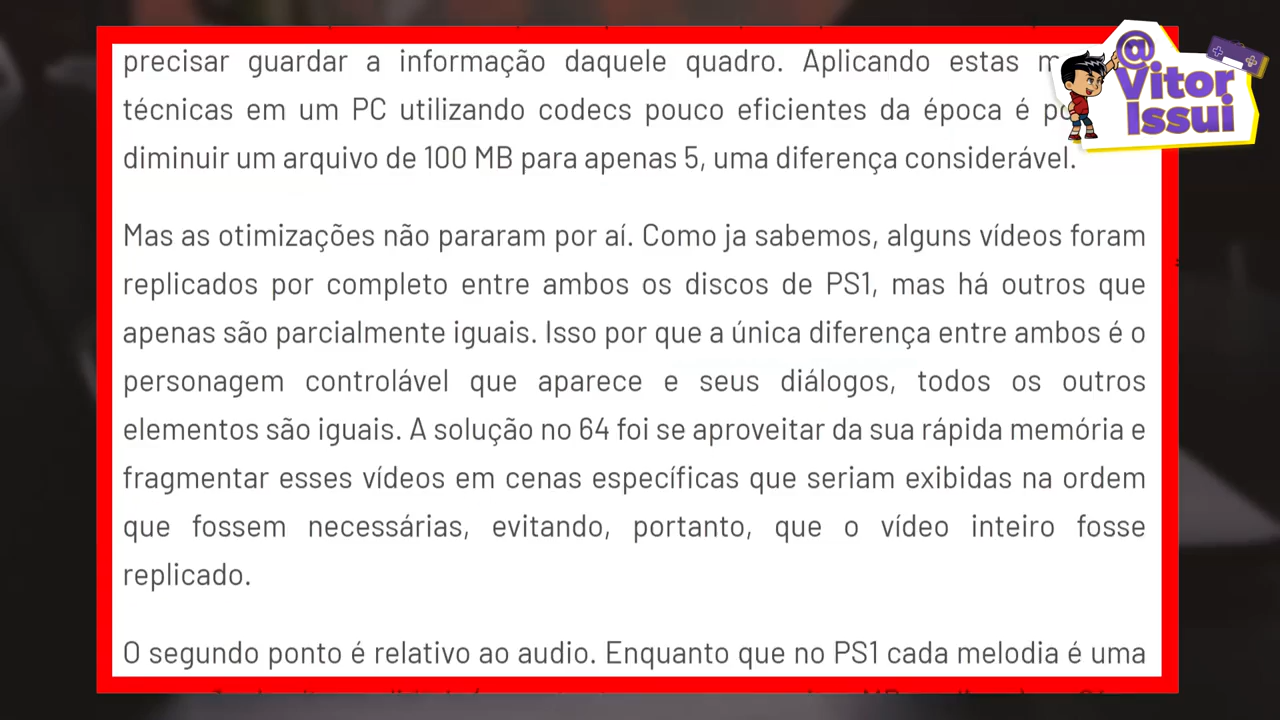 precisar guardar a informação daquele quadro. Aplicando estas
técnicas em um PC utilizando codecs pouco eficientes da época é
diminuir um arquivo de 100 MB para apenas 5, uma diferença considerável.
Mas as otimizações não pararam por aí. Como ja sabemos, alguns vídeos foram
replicados por completo entre ambos os discos de PS1, mas há outros que
apenas são parcialmente iguais. Isso por que a única diferença entre ambos é o
personagem controlável que aparece e seus diálogos, todos os outros
elementos são iguais. A solução no 64 foi se aproveitar da sua rápida memória e
fragmentar esses vídeos em cenas específicas que seriam exibidas na ordem
que fossem necessárias, evitando, portanto, que o vídeo inteiro fosse
replicado.
O segundo ponto é relativo ao audio. Enquanto que no PS1 cada melodia é uma
@
Vitor
Issui